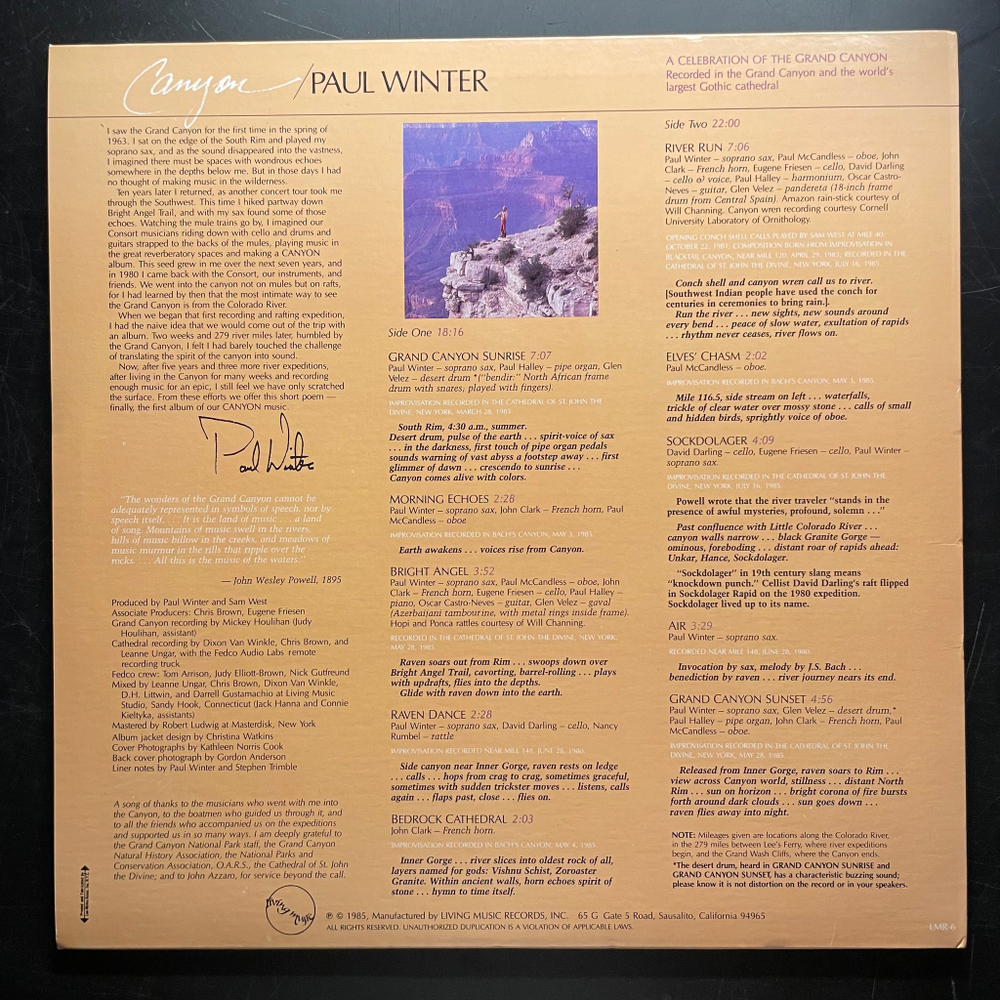 Canyon / PAUL WINTER
A CELEBRATION OF THE GRAND CANYON
Recorded in the Grand Canyon and the world's
largest Gothic cathedral
I saw the Grand Canyon for the first time in the spring of
1963. I sat on the edge of the South Rim and played my
soprano sax, and as the sound disappeared into the vastness,
I imagined there must be spaces with wondrous echoes
somewhere in the depths below me. But in those days I had
no thought of making music in the wilderness.
Ten years later I returned, as another concert tour took me
through the Southwest. This time I hiked partway down
Bright Angel Trail, and with my sax found some of those
echoes. Watching the mule trains go by, I imagined our
Consort musicians riding down with cello and drums and
guitars strapped to the backs of the mules, playing music in
the great reverberatory spaces and making a CANYON
album. This seed grew in me over the next seven years, and
in 1980 I came back with the Consort, our instruments, and
friends. We went into the canyon not on mules but on rafts,
for I had learned by then that the most intimate way to see
the Grand Canyon is from the Colorado River.
When we began that first recording and rafting expedition,
I had the naive idea that we would come out of the trip with
an album. Two weeks and 279 river miles later, humbled by
the Grand Canyon, I felt I had barely touched the challenge
of translating the spirit of the canyon into sound.
Now, after five years and three more river expeditions,
after living in the Canyon for many weeks and recording
enough music for an epic, I still feel we have only scratched
the surface. From these efforts we offer this short poem —
finally, the first album of our CANYON music.
Paul Winter
"The wonders of the Grand Canyon cannot be
adequately represented in symbols of speech, nor by
speech itself. . . . It is the land of music . . . a land
of song. Mountains of music swell in the rivers,
hills of music billow in the creeks, and meadows of
music murmur in the rills that ripple over the
rocks. . . . All this is the music of the waters."
— John Wesley Powell, 1895
Produced by Paul Winter and Sam West
Associate Producers: Chris Brown, Eugene Friesen
Grand Canyon recording by Mickey Houlihan (Judy
Houlihan, assistant)
Cathedral recording by Dixon Van Winkle, Chris Brown, and
Leanne Ungar, with the Fedco Audio Labs remote
recording truck
Fedco crew: Tom Arrison, Judy Elliott-Brown, Nick Gutfreund
Mixed by Leanne Ungar, Chris Brown, Dixon Van Winkle,
D.H. Littwin, and Darrell Gustamachio at Living Music
Studio, Sandy Hook, Connecticut (Jack Hanna and Connie
Kieltyka, assistants)
Mastered by Robert Ludwig at Masterdisk, New York
Album jacket design by Christina Watkins
Cover Photographs by Kathleen Norris Cook
Back cover photograph by Gordon Anderson
Liner notes by Paul Winter and Stephen Trimble
A song of thanks to the musicians who went with me into
the Canyon, to the boatmen who guided us through it, and
to all the friends who accompanied us on the expeditions
and supported us in so many ways. I am deeply grateful to
the Grand Canyon National Park staff, the Grand Canyon
Natural History Association, the National Parks and
Conservation Association, O.A.R.S., the Cathedral of St. John
the Divine; and to John Azzaro, for service beyond the call.
living music
Side One 18:16
GRAND CANYON SUNRISE 7:07
Paul Winter – soprano sax, Paul Halley – pipe organ, Glen
Velez – desert drum *("bendir:" North African frame
drum with snares; played with fingers).
IMPROVISATION RECORDED IN THE CATHEDRAL OF ST. JOHN THE
DIVINE, NEW YORK, MARCH 28, 1985
South Rim, 4:30 a.m., summer.
Desert drum, pulse of the earth . . . spirit-voice of sax
. . . in the darkness, first touch of pipe organ pedals
sounds warning of vast abyss a footstep away . . . first
glimmer of dawn . . . crescendo to sunrise . . .
Canyon comes alive with colors.
MORNING ECHOES 2:28
Paul Winter – soprano sax, John Clark – French horn, Paul
McCandless – oboe
IMPROVISATION RECORDED IN BACH'S CANYON, MAY 3, 1985.
Earth awakens . . . voices rise from Canyon.
BRIGHT ANGEL 3:52
Paul Winter – soprano sax, Paul McCandless – oboe, John
Clark – French horn, Eugene Friesen – cello, Paul Halley –
piano, Oscar Castro-Neves – guitar, Glen Velez – gaval
(Azerbaijani tambourine, with metal rings inside frame).
Hopi and Ponca rattles courtesy of Will Channing.
RECORDED IN THE CATHEDRAL OF ST. JOHN THE DIVINE, NEW YORK,
MAY 28, 1985.
Raven soars out from Rim . . . swoops down over
Bright Angel Trail, cavorting, barrel-rolling . . . plays
with updrafts, flies into the depths.
Glide with raven down into the earth.
RAVEN DANCE 2:28
Paul Winter – soprano sax, David Darling – cello, Nancy
Rumbel – rattle
IMPROVISATION RECORDED NEAR MILE 148, JUNE 28, 1980.
Side canyon near Inner Gorge, raven rests on ledge
. . . calls . . . hops from crag to crag, sometimes graceful,
sometimes with sudden trickster moves . . . listens, calls
again . . . flaps past, close . . . flies on.
BEDROCK CATHEDRAL 2:03
John Clark – French horn.
IMPROVISATION RECORDED IN BACH'S CANYON, MAY 4, 1985.
Inner Gorge . . . river slices into oldest rock of all,
layers named for gods: Vishnu Schist, Zoroaster
Granite. Within ancient walls, horn echoes spirit of
stone . . . hymn to time itself.
Side Two 22:00
RIVER RUN 7:06
Paul Winter – soprano sax, Paul McCandless – oboe, John
Clark – French horn, Eugene Friesen – cello, David Darling
– cello & voice, Paul Halley – harmonium, Oscar Castro-
Neves – guitar, Glen Velez – pandereta (18-inch frame
drum from Central Spain). Amazon rain-stick courtesy of
Will Channing. Canyon wren recording courtesy Cornell
University Laboratory of Ornithology.
OPENING CONCH SHELL CALLS PLAYED BY SAM WEST AT MILE 40,
OCTOBER 22, 1981; COMPOSITION BORN FROM IMPROVISATION IN
BLACKTAIL CANYON, NEAR MILE 120, APRIL 29, 1983; RECORDED IN THE
CATHEDRAL OF ST. JOHN THE DIVINE, NEW YORK, JULY 16, 1985.
Conch shell and canyon wren call us to river.
[Southwest Indian people have used the conch for
centuries in ceremonies to bring rain.].
Run the river . . . new sights, new sounds around
every bend . . . peace of slow water, exultation of rapids
. . . rhythm never ceases, river flows on.
ELVES' CHASM 2:02
Paul McCandless – oboe.
IMPROVISATION RECORDED IN BACH'S CANYON, MAY 3, 1985.
Mile 116.5, side stream on left . . . waterfalls,
trickle of clear water over mossy stone . . . calls of small
and hidden birds, sprightly voice of oboe.
SOCKDOLAGER 4:09
David Darling – cello, Eugene Friesen – cello, Paul Winter –
soprano sax.
IMPROVISATION RECORDED IN THE CATHEDRAL OF ST. JOHN THE
DIVINE, NEW YORK, JULY 16, 1985.
Powell wrote that the river traveler "stands in the
presence of awful mysteries, profound, solemn . . ."
Past confluence with Little Colorado River . . .
canyon walls narrow . . . black Granite Gorge —
ominous, foreboding . . . distant roar of rapids ahead:
Unkar, Hance, Sockdolager.
"Sockdolager" in 19th century slang means
"knockdown punch." Cellist David Darling's raft flipped
in Sockdolager Rapid on the 1980 expedition.
Sockdolager lived up to its name.
AIR 3:29
Paul Winter – soprano sax.
RECORDED NEAR MILE 148, JUNE 28, 1980.
Invocation by sax, melody by J.S. Bach . . .
benediction by raven . . . river journey nears its end.
GRAND CANYON SUNSET 4:56
Paul Winter – soprano sax, Glen Velez – desert drum,*
Paul Halley – pipe organ, John Clark – French horn, Paul
McCandless – oboe.
IMPROVISATION RECORDED IN THE CATHEDRAL OF ST. JOHN THE
DIVINE, NEW YORK, MAY 28, 1985.
Released from Inner Gorge, raven soars to Rim . . .
view across Canyon world, stillness . . . distant North
Rim . . . sun on horizon . . . bright corona of fire bursts
forth around dark clouds . . . sun goes down . . .
raven flies away into night.
NOTE: Mileages given are locations along the Colorado River,
in the 279 miles between Lee's Ferry, where river expeditions
begin, and the Grand Wash Cliffs, where the Canyon ends.
*The desert drum, heard in GRAND CANYON SUNRISE and
GRAND CANYON SUNSET, has a characteristic buzzing sound;
please know it is not distortion on the record or in your speakers.
℗ © 1985, Manufactured by LIVING MUSIC RECORDS, INC. 65 G Gate 5 Road, Sausalito, California 94965
ALL RIGHTS RESERVED. UNAUTHORIZED DUPLICATION IS A VIOLATION OF APPLICABLE LAWS.
LMR-6